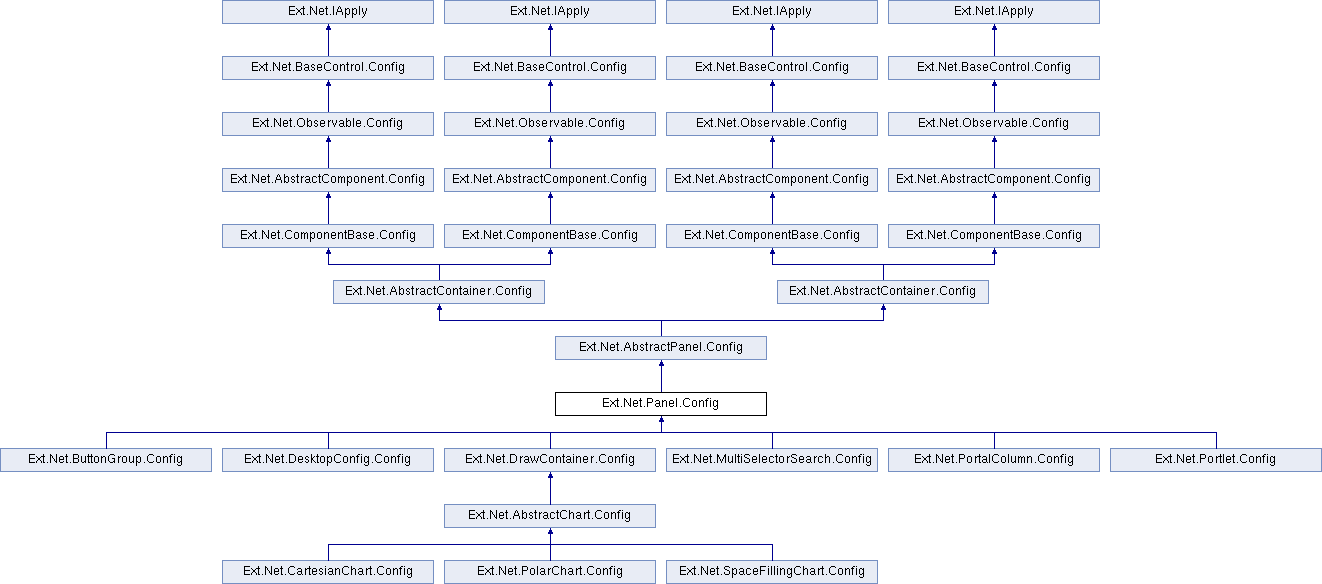 Ext.Net.IApply
Ext.Net.IApply
Ext.Net.IApply
Ext.Net.IApply
Ext.Net.BaseControl.Config
Ext.Net.BaseControl.Config
Ext.Net.BaseControl.Config
Ext.Net.BaseControl.Config
Ext.Net.Observable.Config
Ext.Net.Observable.Config
Ext.Net.Observable.Config
Ext.Net.Observable.Config
Ext.Net.AbstractComponent.Config
Ext.Net.AbstractComponent.Config
Ext.Net.AbstractComponent.Config
Ext.Net.AbstractComponent.Config
Ext.Net.ComponentBase.Config
Ext.Net.ComponentBase.Config
Ext.Net.ComponentBase.Config
Ext.Net.ComponentBase.Config
Ext.Net.AbstractContainer.Config
Ext.Net.AbstractContainer.Config
Ext.Net.AbstractPanel.Config
Ext.Net.Panel.Config
Ext.Net.ButtonGroup.Config
Ext.Net.DesktopConfig.Config
Ext.Net.DrawContainer.Config
Ext.Net.MultiSelectorSearch.Config
Ext.Net.PortalColumn.Config
Ext.Net.Portlet.Config
Ext.Net.AbstractChart.Config
Ext.Net.CartesianChart.Config
Ext.Net.PolarChart.Config
Ext.Net.SpaceFillingChart.Config